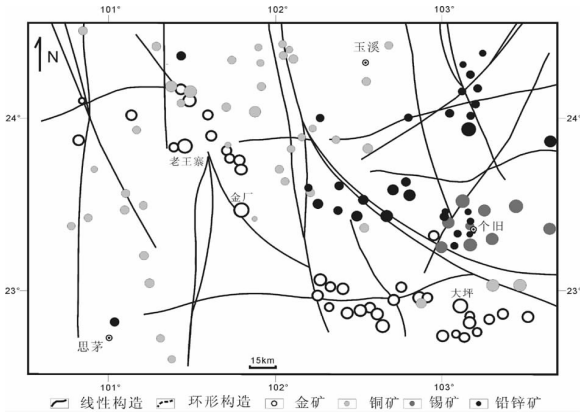 101° 102° 103°
N
玉溪
24° 24°
老王寨
金厂
个旧
23° 23°
大坪
思茅
15km
101° 102° 103°
线性构造 环形构造 金矿 铜矿 锡矿 铅锌矿